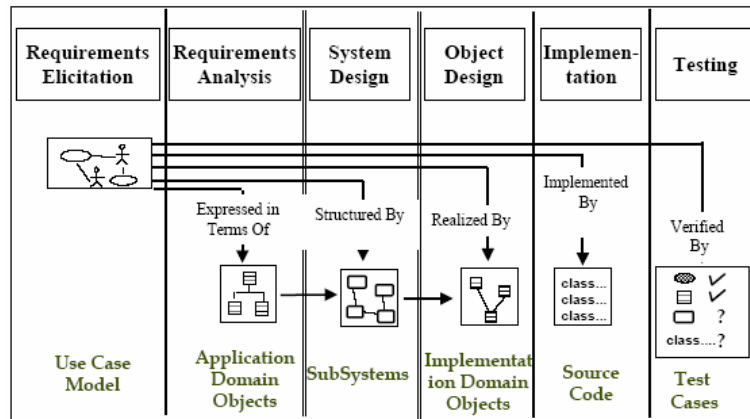 Requirements
Elicitation
Requirements
Analysis
System
Design
Object
Design
Implemen-
tation
Testing
Expressed in
Terms Of
Structured By
Realized By
Implemented
By
Verified
By
class...
class...
class...
?
class....?
Use Case
Model
Application
Domain
Objects
SubSystems
Implementat
ion Domain
Objects
Source
Code
Test
Cases